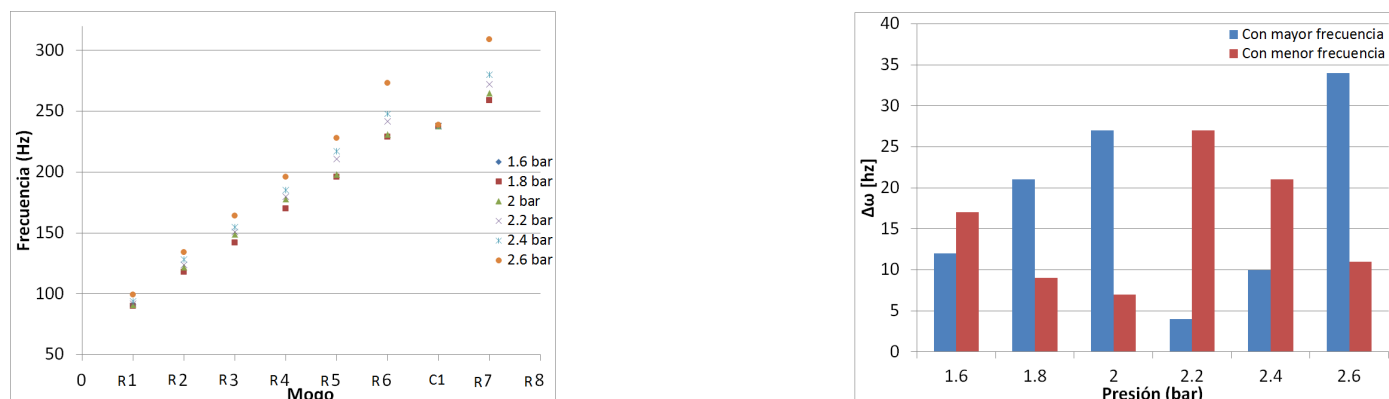 Frecuencia (Hz)
300
250
200
150
100
50
0 R1 R2 R3 R4 R5 R6 C1 R7 R8
Mogo
1.6 bar
1.8 bar
2 bar
2.2 bar
2.4 bar
2.6 bar
Δω [hz]
40
35
30
25
20
15
10
5
0
1.6 1.8 2 2.2 2.4 2.6
Presión (bar)
Con mayor frecuencia
Con menor frecuencia